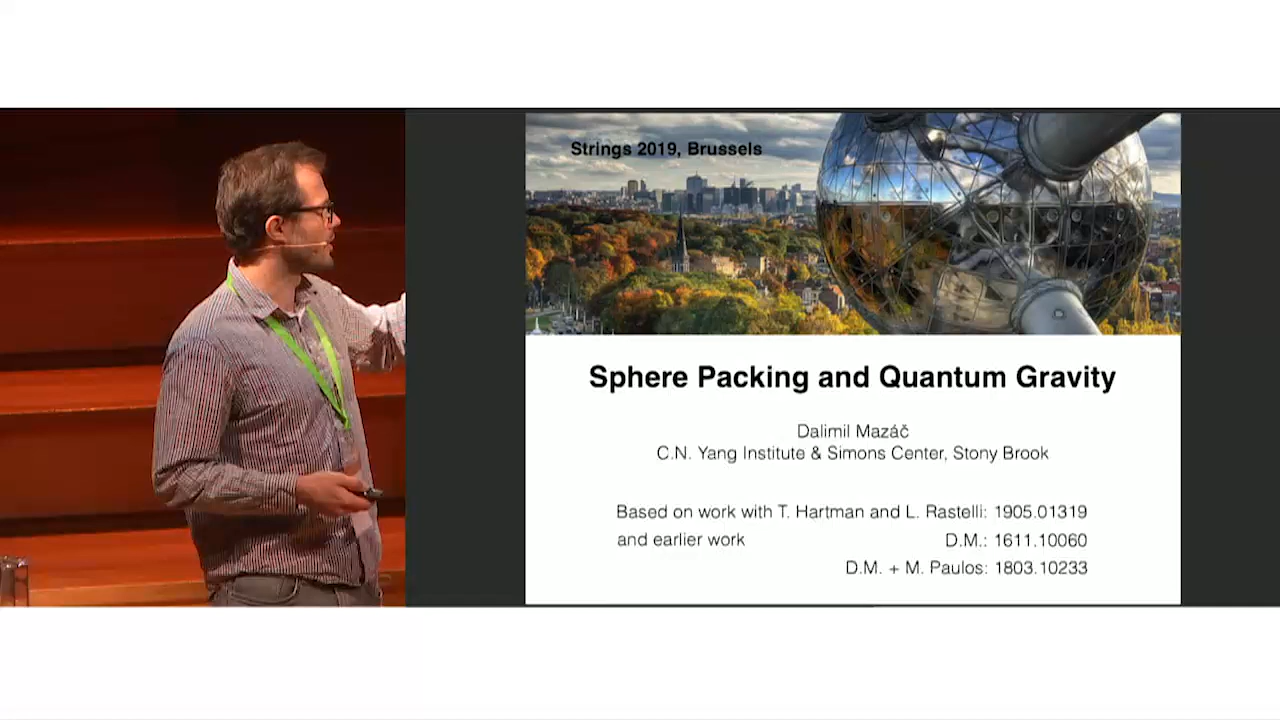 Strings 2019, Brussels
Sphere Packing and Quantum Gravity
Dalimil Mazáč
C.N. Yang Institute & Simons Center, Stony Brook
Based on work with T. Hartman and L. Rastelli: 1905.01319
and earlier work D.M.: 1611.10060
D.M. + M. Paulos: 1803.10233